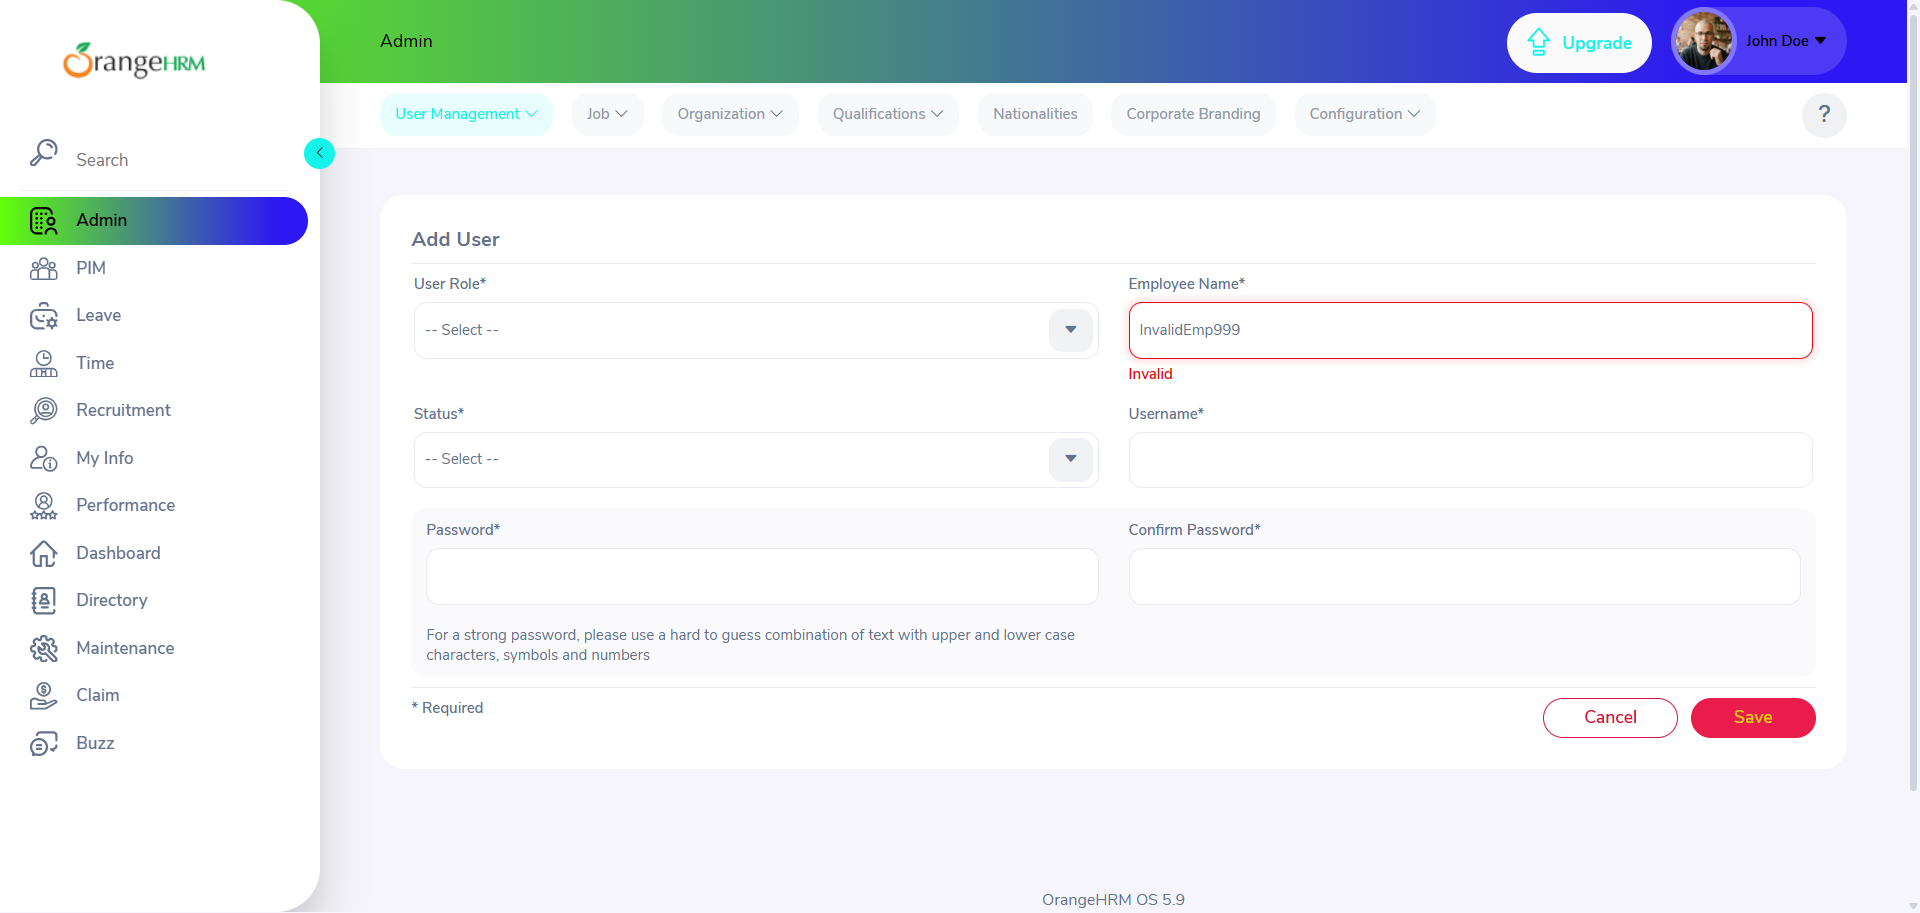 OrangeHRM
Admin
Upgrade
John Doe
User Management
Job
Organization
Qualifications
Nationalities
Corporate Branding
Configuration
?
Search
Admin
PIM
Leave
Time
Recruitment
My Info
Performance
Dashboard
Directory
Maintenance
Claim
Buzz
Add User
User Role*
Employee Name*
-- Select --
InvalidEmp999
Invalid
Status*
Username*
-- Select --
Password*
Confirm Password*
For a strong password, please use a hard to guess combination of text with upper and lower case
characters, symbols and numbers
* Required
Cancel
Save
OrangeHRM OS 5.9